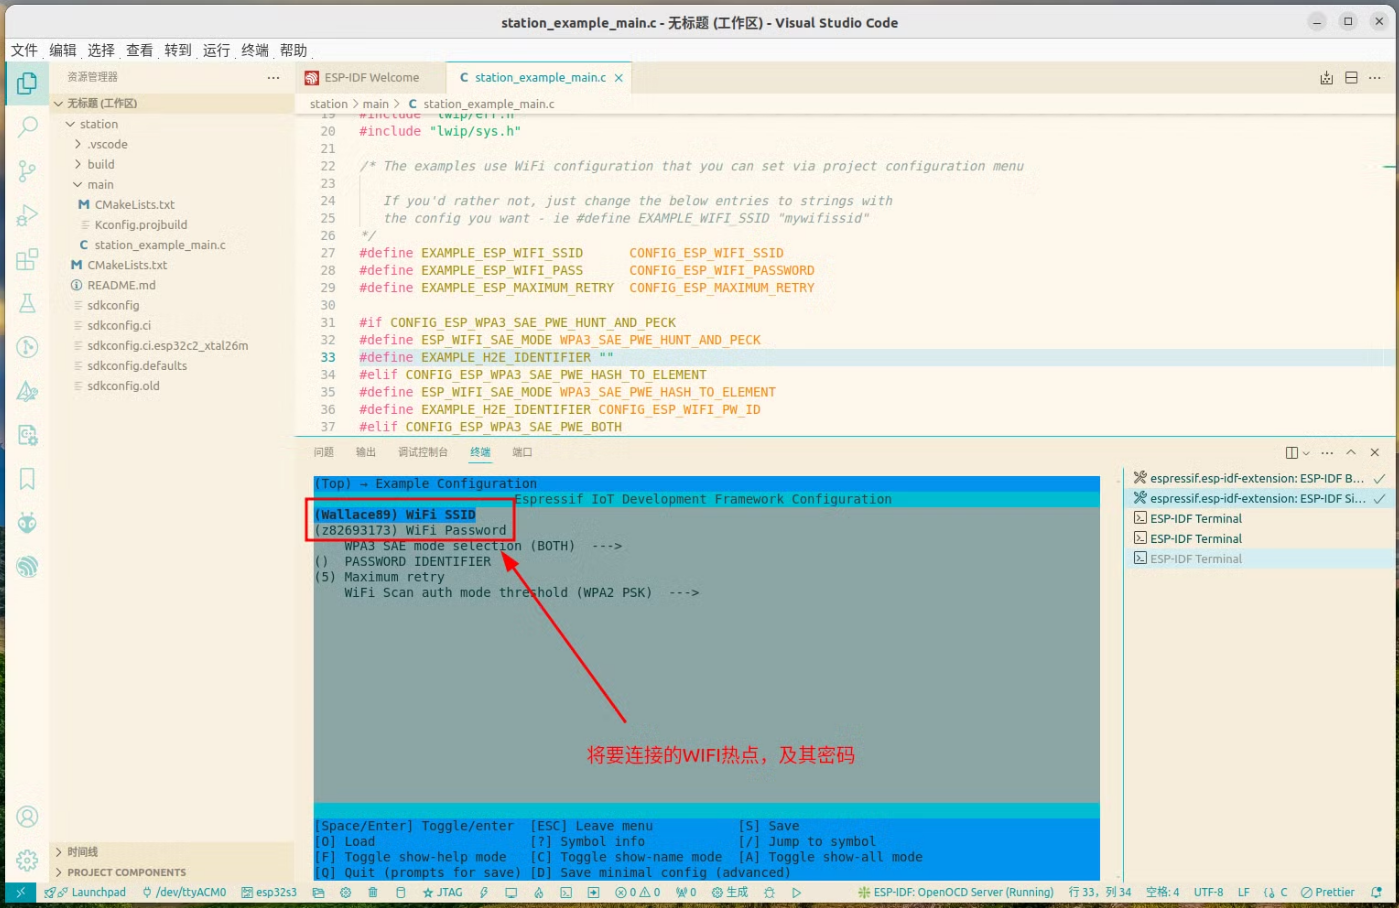 station_example_main.c - 无标题 (工作区) - Visual Studio Code
文件 编辑 选择 查看 转到 运行 终端 帮助
资源管理器 ···
无标题 (工作区)
station
.vscode
build
main
M CMakeLists.txt
Kconfig.projbuild
C station_example_main.c
M CMakeLists.txt
README.md
sdkconfig
sdkconfig.ci
sdkconfig.ci.esp32c2_xtal26m
sdkconfig.defaults
sdkconfig.old
时间线
PROJECT COMPONENTS
ESP-IDF Welcome
C station_example_main.c
station > main > C station_example_main.c
19 #include "lwip/err.h"
20 #include "lwip/sys.h"
21
22 /* The examples use WiFi configuration that you can set via project configuration menu
23
24 If you'd rather not, just change the below entries to strings with
25 the config you want - ie #define EXAMPLE_WIFI_SSID "mywifissid"
26 */
27 #define EXAMPLE_ESP_WIFI_SSID CONFIG_ESP_WIFI_SSID
28 #define EXAMPLE_ESP_WIFI_PASS CONFIG_ESP_WIFI_PASSWORD
29 #define EXAMPLE_ESP_MAXIMUM_RETRY CONFIG_ESP_MAXIMUM_RETRY
30
31 #if CONFIG_ESP_WPA3_SAE_PWE_HUNT_AND_PECK
32 #define ESP_WIFI_SAE_MODE WPA3_SAE_PWE_HUNT_AND_PECK
33 #define EXAMPLE_H2E_IDENTIFIER ""
34 #elif CONFIG_ESP_WPA3_SAE_PWE_HASH_TO_ELEMENT
35 #define ESP_WIFI_SAE_MODE WPA3_SAE_PWE_HASH_TO_ELEMENT
36 #define EXAMPLE_H2E_IDENTIFIER CONFIG_ESP_WIFI_PW_ID
37 #elif CONFIG_ESP_WPA3_SAE_PWE_BOTH
问题 输出 调试控制台 终端 端口
(Top) → Example Configuration
Espressif IoT Development Framework Configuration
(Wallace89) WiFi SSID
(z82693173) WiFi Password
WPA3 SAE mode selection (BOTH) --->
() PASSWORD IDENTIFIER
(5) Maximum retry
WiFi Scan auth mode threshold (WPA2 PSK) --->
将要连接的WIFI热点，及其密码
[Space/Enter] Toggle/enter [ESC] Leave menu [S] Save
[O] Load [?] Symbol info [/] Jump to symbol
[F] Toggle show-help mode [C] Toggle show-name mode [A] Toggle show-all mode
[Q] Quit (prompts for save) [D] Save minimal config (advanced)
espressif.esp-idf-extension: ESP-IDF B...
espressif.esp-idf-extension: ESP-IDF Si...
ESP-IDF Terminal
ESP-IDF Terminal
ESP-IDF Terminal
Launchpad /dev/ttyACM0 esp32s3 JTAG 0 0 0 生成 ESP-IDF: OpenOCD Server (Running) 行 33，列 34 空格: 4 UTF-8 LF C Prettier